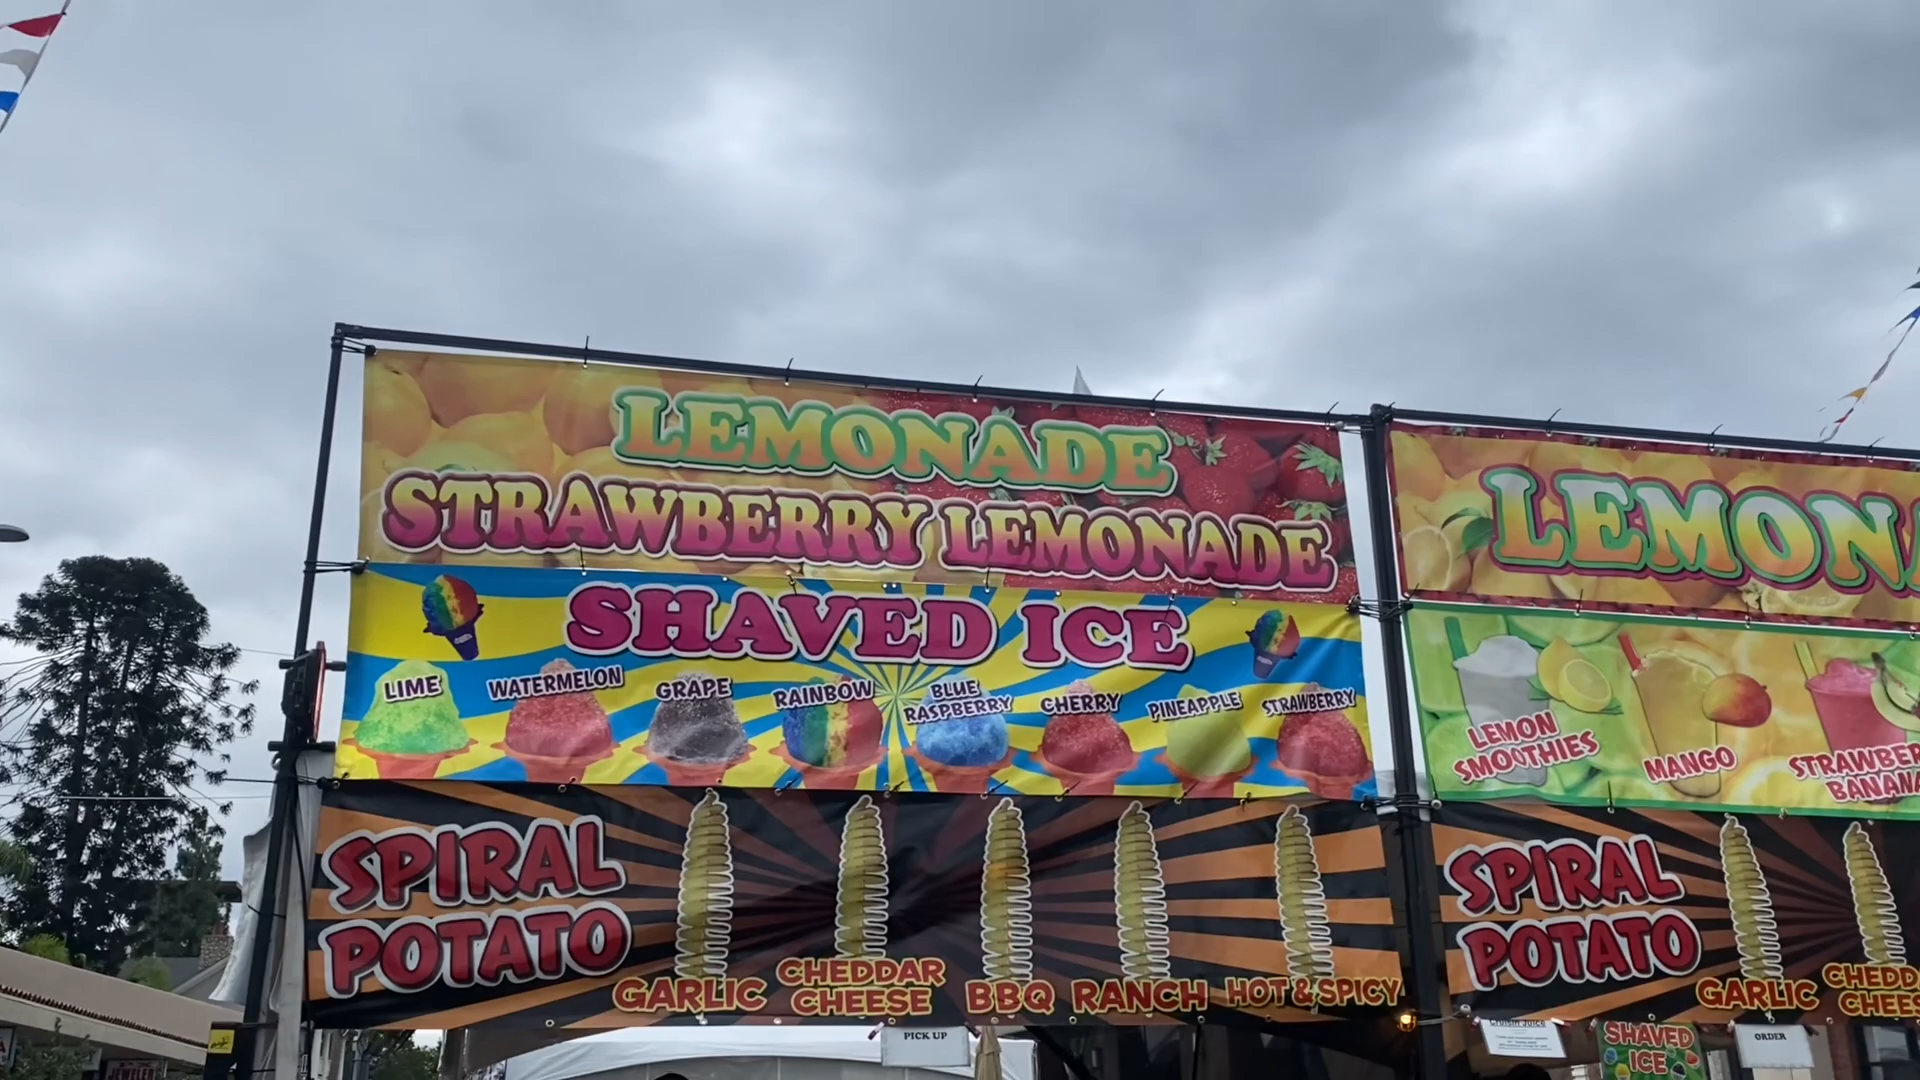 LEMONADE
STRAWBERRY LEMONADE
SHAVED ICE
LIME
WATERMELON
GRAPE
RAINBOW
BLUE
RASPBERRY
CHERRY
PINEAPPLE
STRAWBERRY
SPIRAL
POTATO
GARLIC
CHEDDAR
CHEESE
BBQ
RANCH
HOT & SPICY
PICK UP
LEMONA
LEMON
SMOOTHIES
MANGO
STRAWBER
BANANA
SPIRAL
POTATO
GARLIC
CHEDD
CHEES
SHAVED
ICE
ORDER
JEWELER